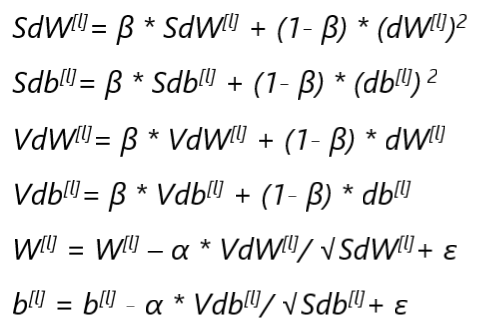 SdW[l]= β * SdW[l] + (1- β) * (dW[l])2
Sdb[l]= β * Sdb[l] + (1- β) * (db[l]) 2
VdW[l]= β * VdW[l] + (1- β) * dW[l]
Vdb[l]= β * Vdb[l] + (1- β) * db[l]
W[l] = W[l] – α * VdW[l]/ √SdW[l]+ ε
b[l] = b[l] - α * Vdb[l]/ √Sdb[l]+ ε